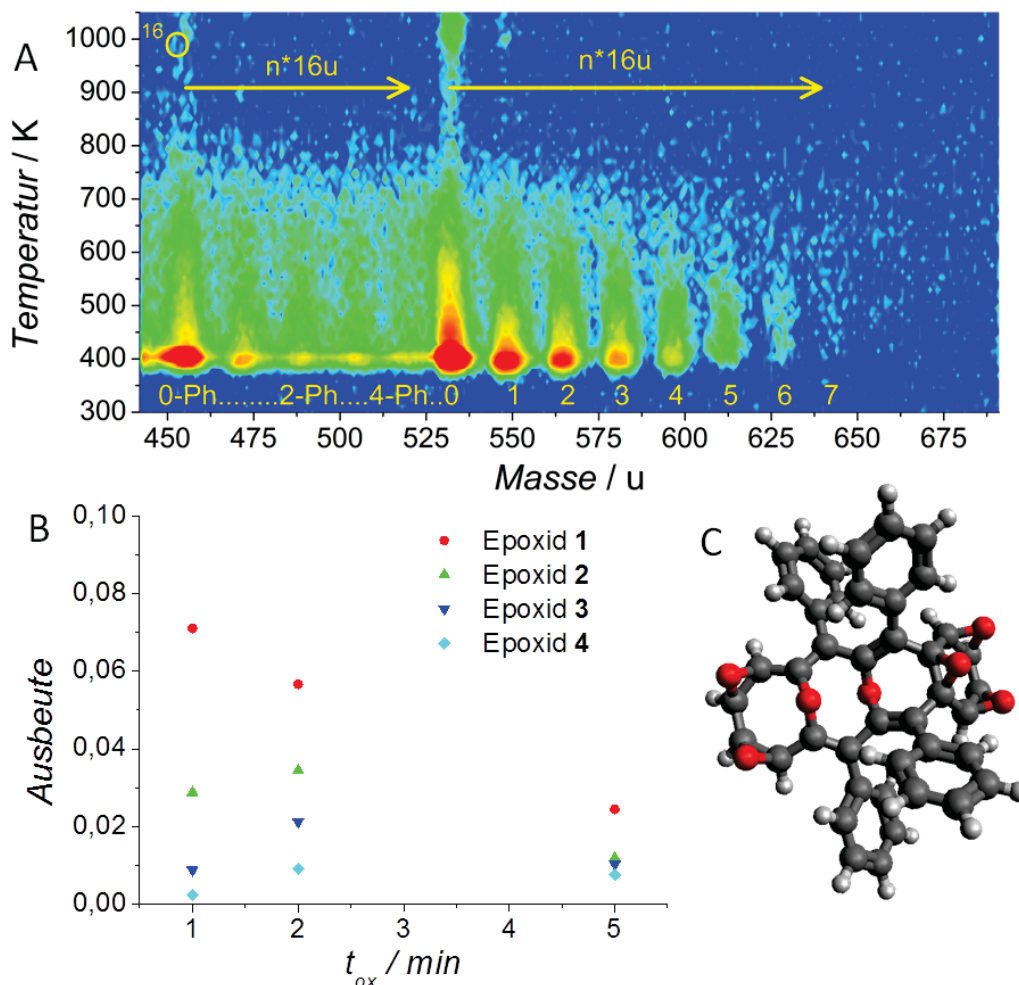 A
Temperatur / K
1000
900
800
700
600
500
400
300
16
n*16u
n*16u
0-Ph........2-Ph....4-Ph..0 1 2 3 4 5 6 7
450 475 500 525 550 575 600 625 650 675
Masse / u
B
Ausbeute
0,10
0,08
0,06
0,04
0,02
0,00
Epoxid 1
Epoxid 2
Epoxid 3
Epoxid 4
1 2 3 4 5
tox / min
C